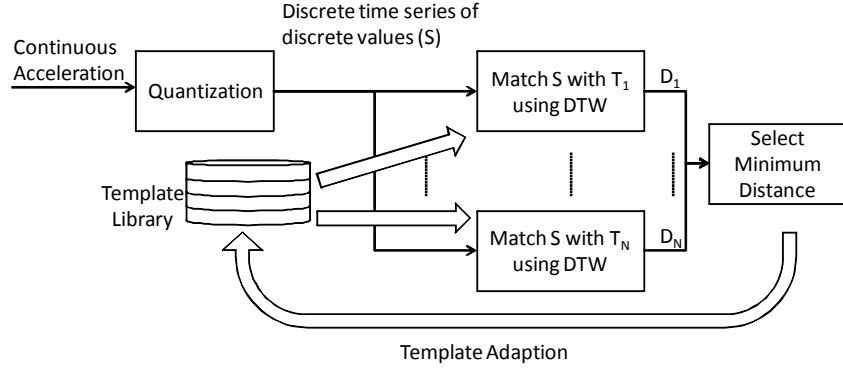 Discrete time series of
discrete values (S)
Continuous
Acceleration
Quantization
Match S with T1
using DTW
D1
Select
Minimum
Distance
Template
Library
Match S with TN
using DTW
DN
Template Adaption